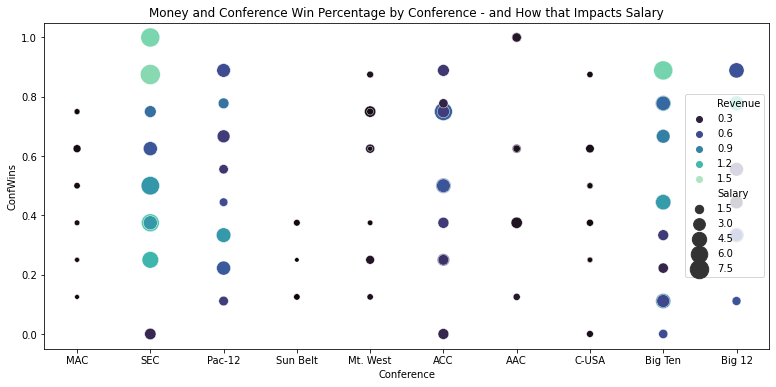 Money and Conference Win Percentage by Conference - and How that Impacts Salary
ConfWins
1.0
0.8
0.6
0.4
0.2
0.0
MAC SEC Pac-12 Sun Belt Mt. West ACC AAC C-USA Big Ten Big 12
Conference
Revenue
0.3
0.6
0.9
1.2
1.5
Salary
1.5
3.0
4.5
6.0
7.5